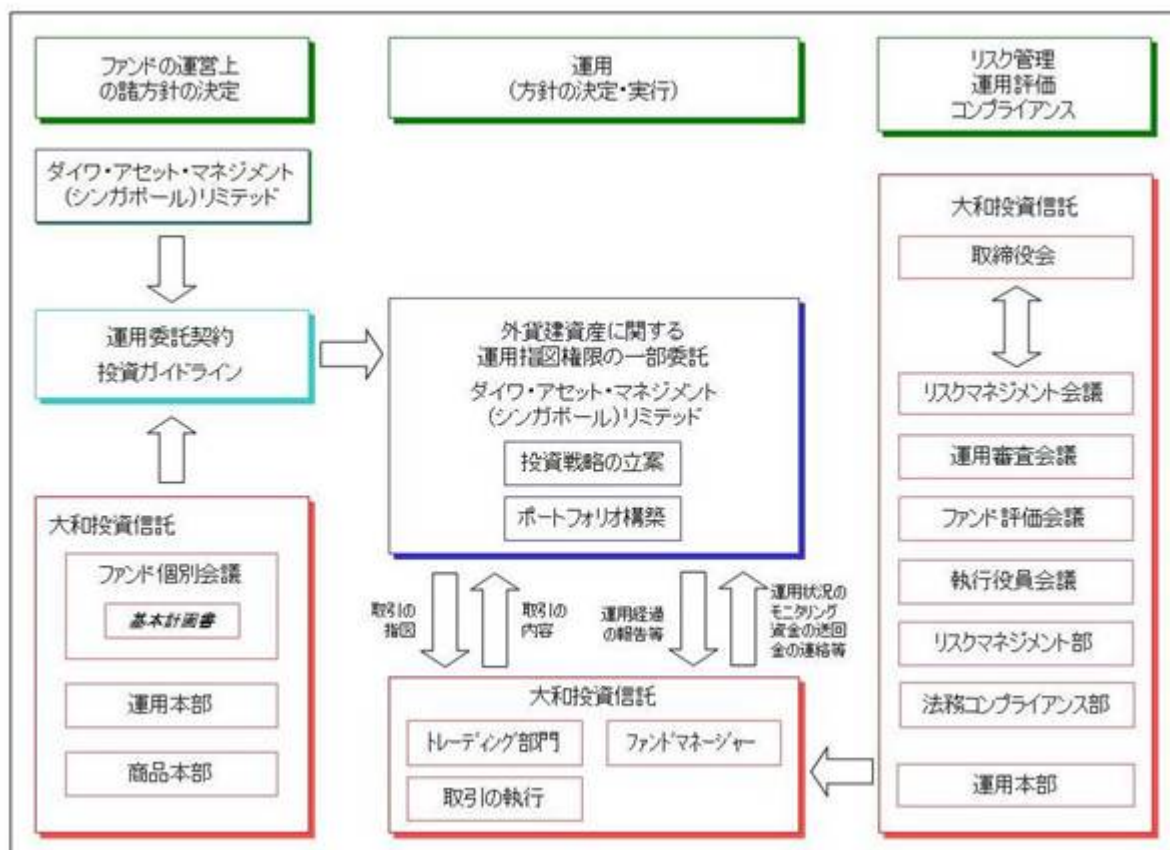 ファンドの運営上
の諸方針の決定
運用
(方針の決定・実行)
リスク管理
運用評価
コンプライアンス
ダイワ・アセット・マネジメント
(シンガポール)リミテッド
運用委託契約
投資ガイドライン
大和投資信託
ファンド個別会議
基本計画書
運用本部
商品本部
外貨建資産に関する
運用指図権限の一部委託
ダイワ・アセット・マネジメント
(シンガポール)リミテッド
投資戦略の立案
ポートフォリオ構築
取引の
指図
取引の
内容
運用経過
の報告等
運用状況の
モニタリング
資金の送回
金の連絡等
大和投資信託
トレーディング部門
ファンドマネージャー
取引の執行
大和投資信託
取締役会
リスクマネジメント会議
運用審査会議
ファンド評価会議
執行役員会議
リスクマネジメント部
法務コンプライアンス部
運用本部